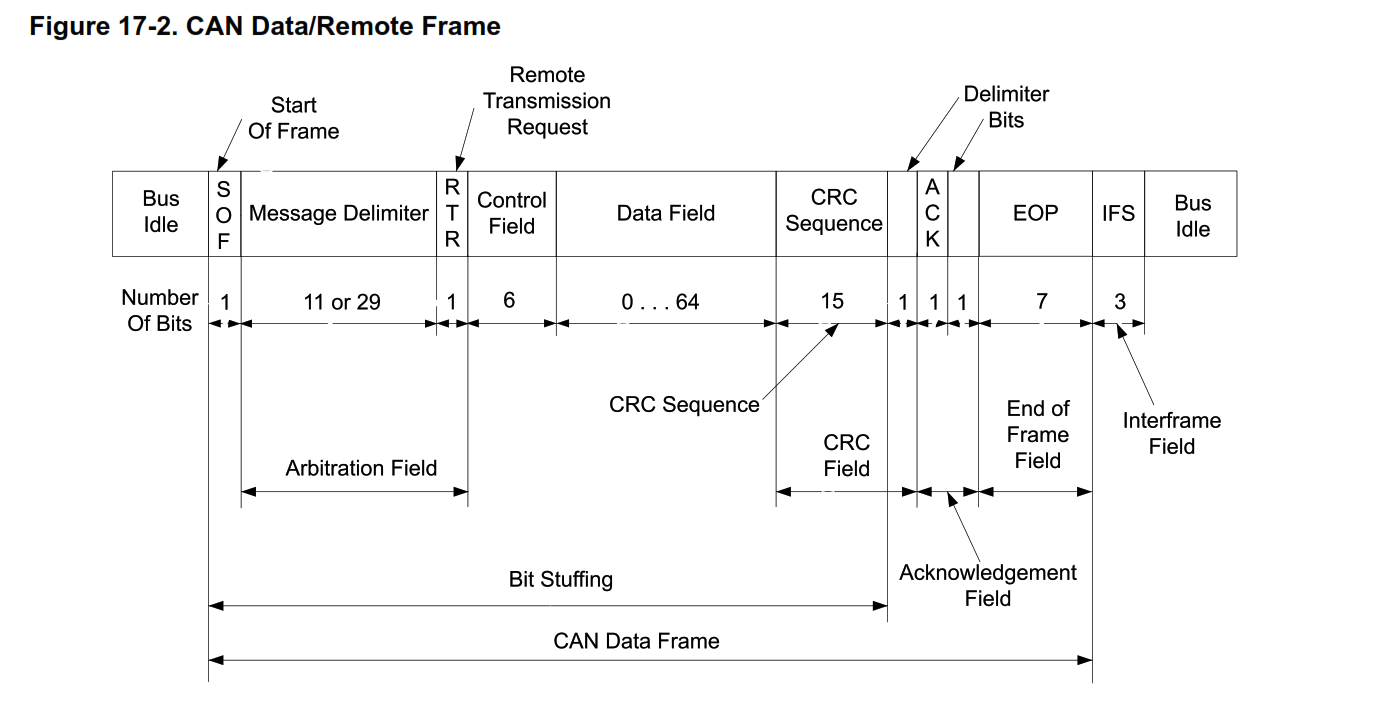 Figure 17-2. CAN Data/Remote Frame
Remote
Transmission
Request
Start
Of Frame
Delimiter
Bits
Bus
Idle
S
O
F
Message Delimiter
R
T
R
Control
Field
Data Field
CRC
Sequence
A
C
K
EOP
IFS
Bus
Idle
Number
Of Bits
1
11 or 29
1
6
0 . . . 64
15
1
1
1
7
3
CRC Sequence
End of
Frame
Field
Interframe
Field
CRC
Field
Arbitration Field
Acknowledgement
Field
Bit Stuffing
CAN Data Frame